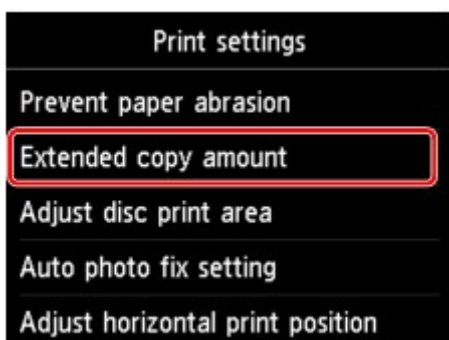 Print settings
Prevent paper abrasion
Extended copy amount
Adjust disc print area
Auto photo fix setting
Adjust horizontal print position